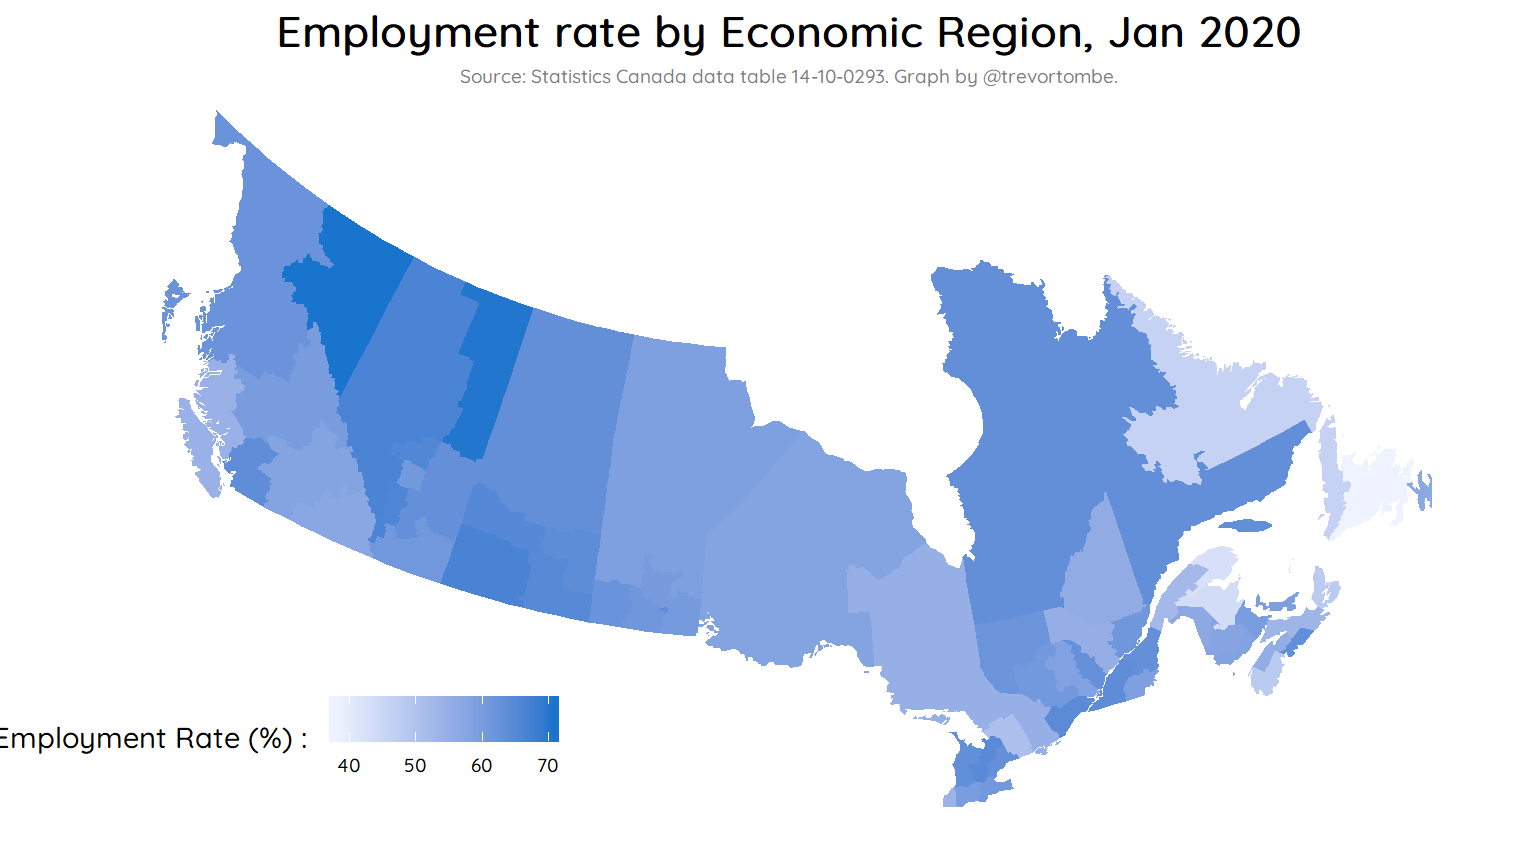 Employment rate by Economic Region, Jan 2020
Source: Statistics Canada data table 14-10-0293. Graph by @trevortombe.
Employment Rate (%) :
40 50 60 70